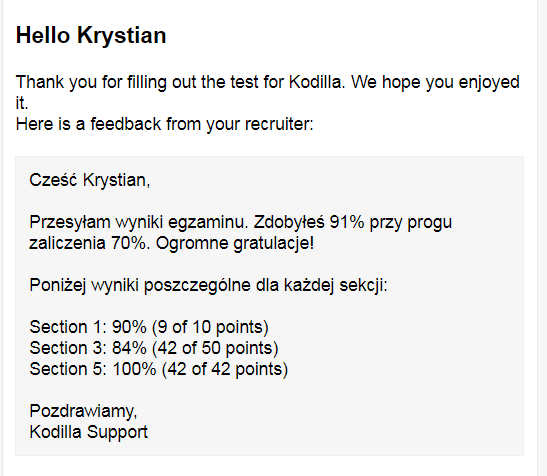 Hello Krystian
Thank you for filling out the test for Kodilla. We hope you enjoyed
it.
Here is a feedback from your recruiter:
Cześć Krystian,
Przesyłam wyniki egzaminu. Zdobyłeś 91% przy progu
zaliczenia 70%. Ogromne gratulacje!
Poniżej wyniki poszczególne dla każdej sekcji:
Section 1: 90% (9 of 10 points)
Section 3: 84% (42 of 50 points)
Section 5: 100% (42 of 42 points)
Pozdrawiamy,
Kodilla Support